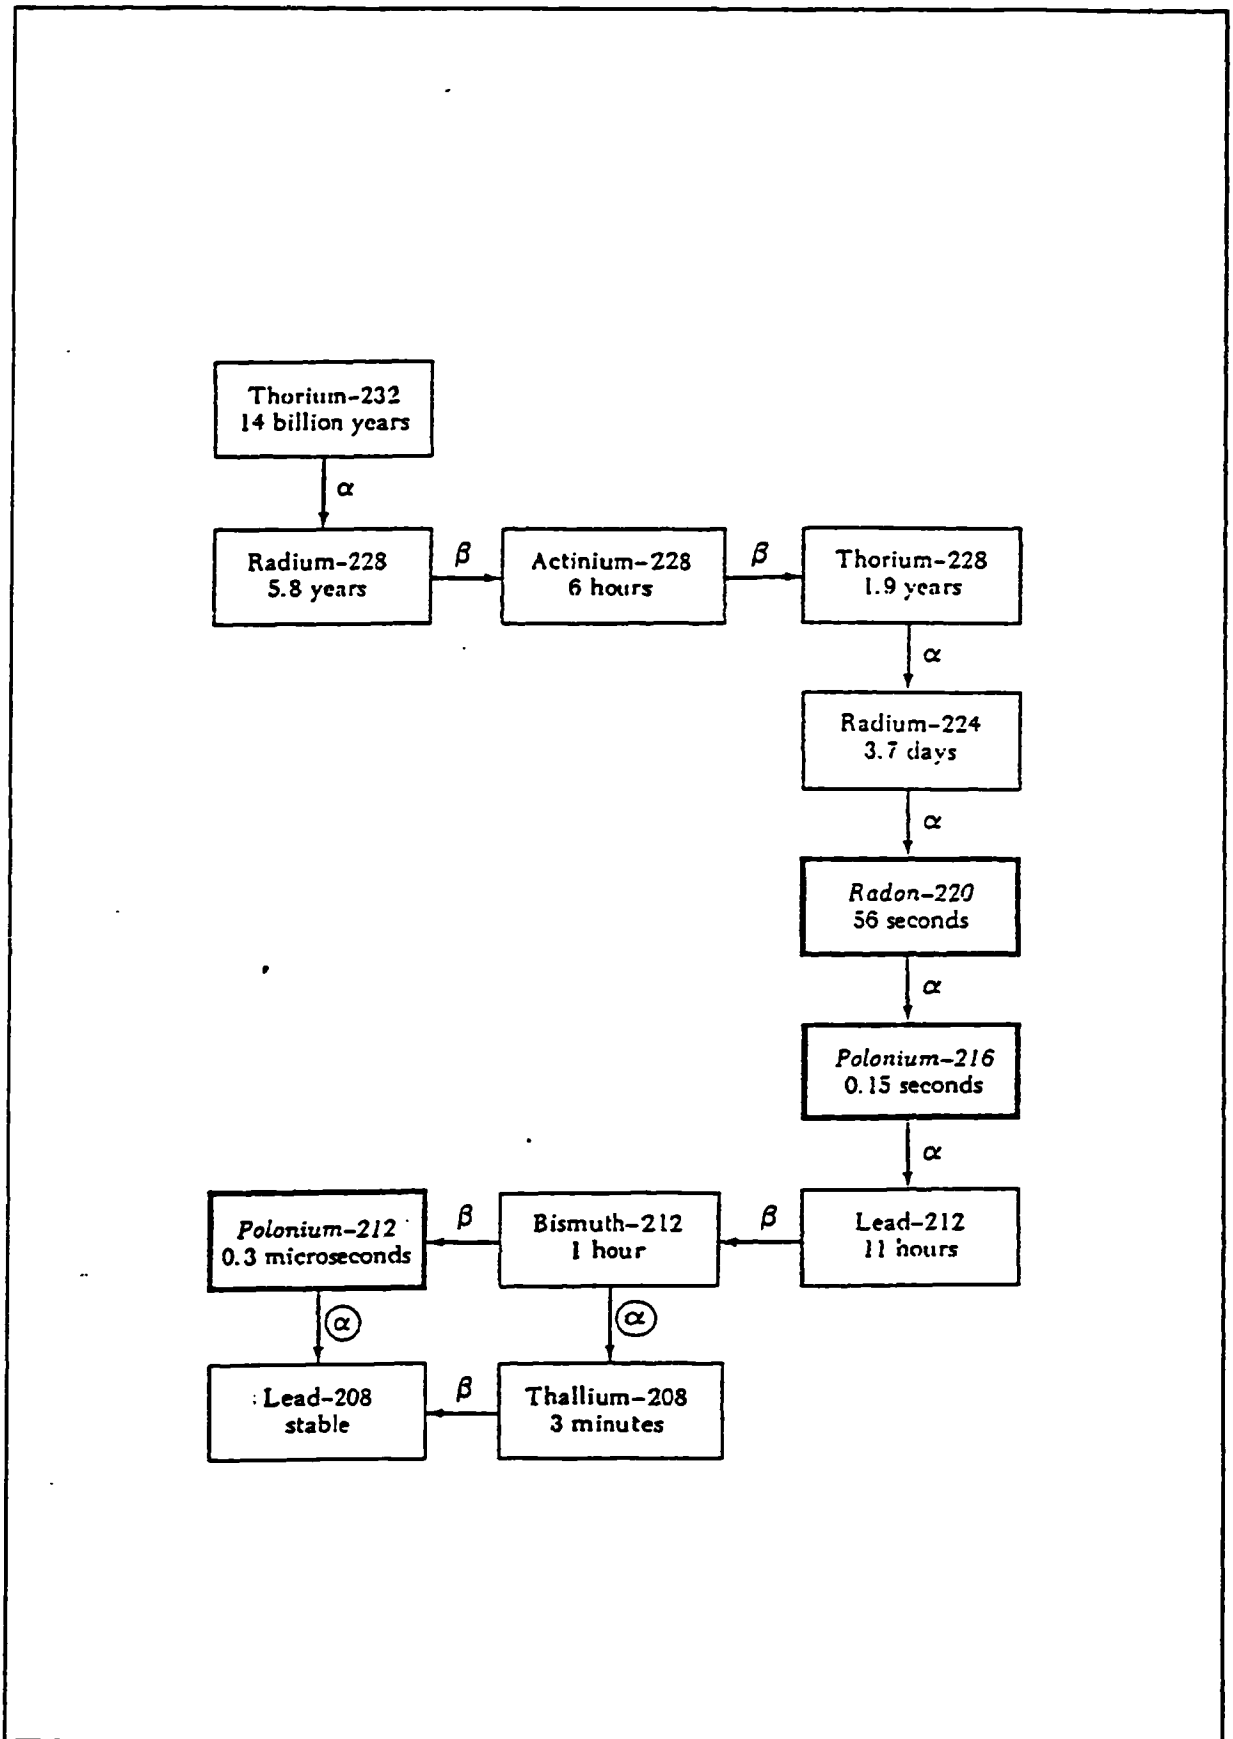 Thorium-232
14 billion years
α
Radium-228
5.8 years
β
Actinium-228
6 hours
β
Thorium-228
1.9 years
α
Radium-224
3.7 days
α
Radon-220
56 seconds
α
Polonium-216
0.15 seconds
α
Polonium-212
0.3 microseconds
β
Bismuth-212
1 hour
β
Lead-212
11 hours
α
α
Lead-208
stable
β
Thallium-208
3 minutes